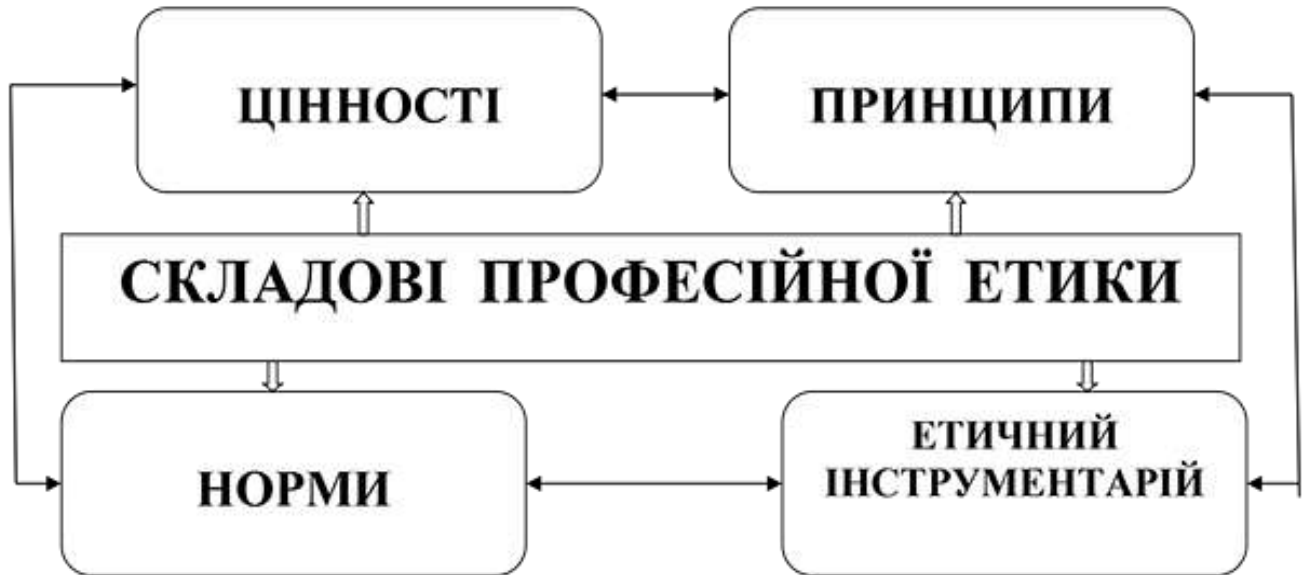 ЦІННОСТІ
ПРИНЦИПИ
СКЛАДОВІ ПРОФЕСІЙНОЇ ЕТИКИ
НОРМИ
ЕТИЧНИЙ
ІНСТРУМЕНТАРІЙ